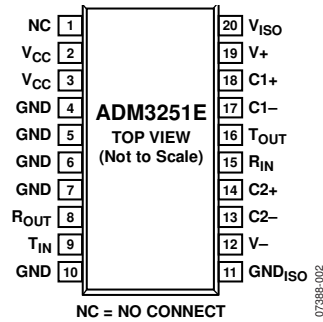 NC 1
VCC 2
VCC 3
GND 4
GND 5
GND 6
GND 7
ROUT 8
TIN 9
GND 10
ADM3251E
TOP VIEW
(Not to Scale)
20 VISO
19 V+
18 C1+
17 C1–
16 TOUT
15 RIN
14 C2+
13 C2–
12 V–
11 GNDISO
NC = NO CONNECT
07388-002